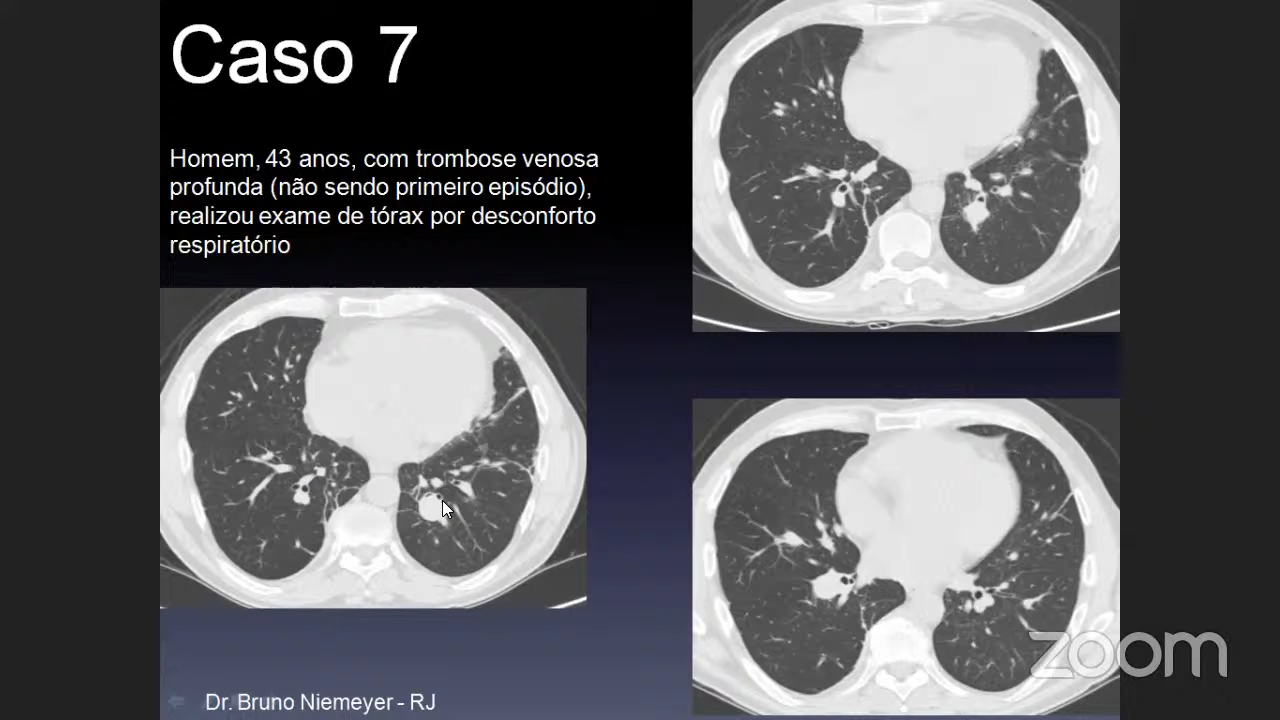 Caso 7
Homem, 43 anos, com trombose venosa
profunda (não sendo primeiro episódio),
realizou exame de tórax por desconforto
respiratório
Dr. Bruno Niemeyer - RJ
zoom